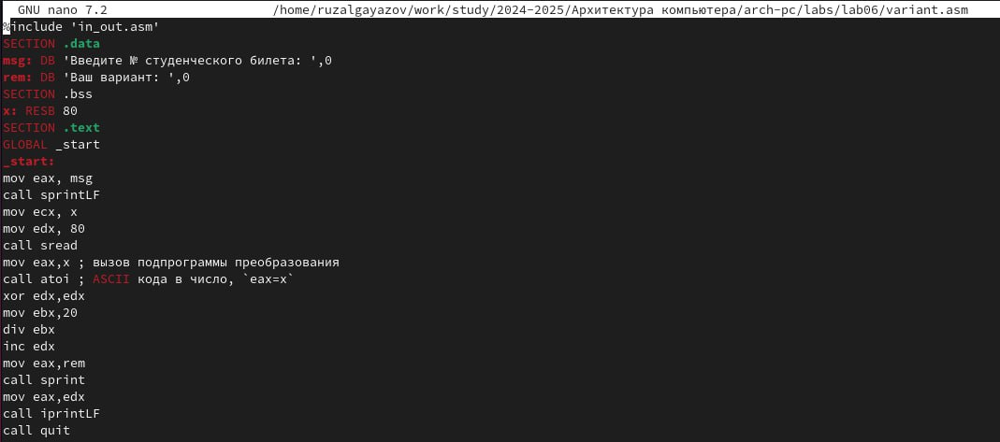 GNU nano 7.2 /home/ruzalgayazov/work/study/2024-2025/Архитектура компьютера/arch-pc/labs/lab06/variant.asm
%include 'in_out.asm'
SECTION .data
msg: DB 'Введите № студенческого билета: ',0
rem: DB 'Ваш вариант: ',0
SECTION .bss
x: RESB 80
SECTION .text
GLOBAL _start
_start:
mov eax, msg
call sprintLF
mov ecx, x
mov edx, 80
call sread
mov eax,x ; вызов подпрограммы преобразования
call atoi ; ASCII кода в число, `eax=x`
xor edx,edx
mov ebx,20
div ebx
inc edx
mov eax,rem
call sprint
mov eax,edx
call iprintLF
call quit